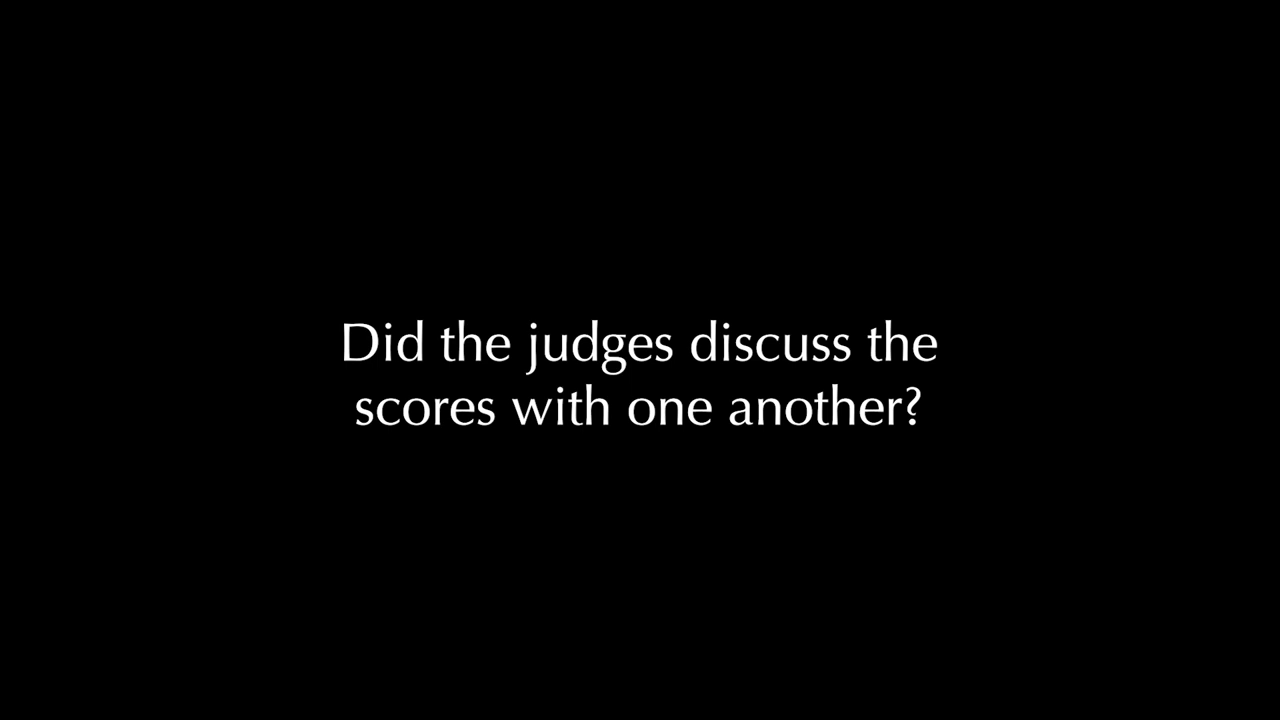 Did the judges discuss the
scores with one another?